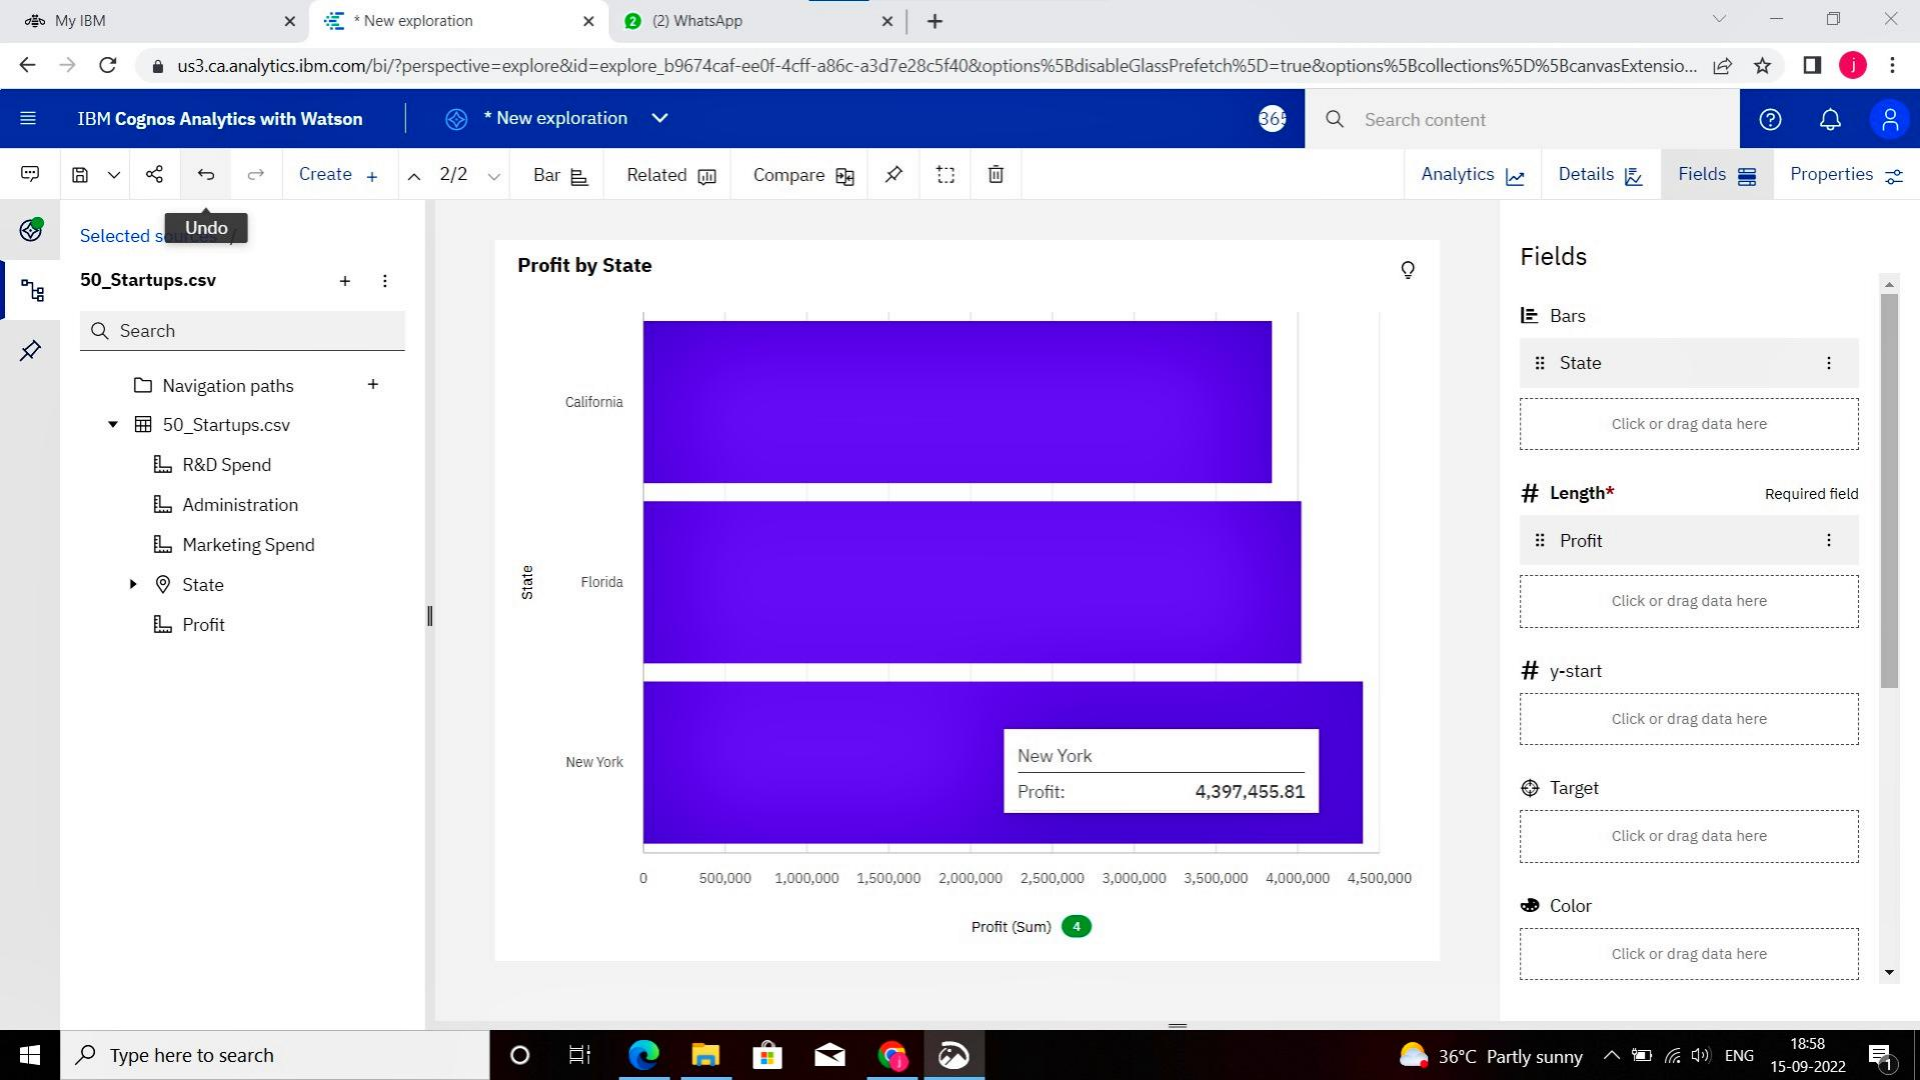 My IBM
* New exploration
2
(2) WhatsApp
us3.ca.analytics.ibm.com/bi/?perspective=explore&id=explore_b9674caf-ee0f-4cff-a86c-a3d7e28c5f40&options%5BdisableGlassPrefetch%5D=true&options%5Bcollections%5D%5BcanvasExtensio...
j
IBM Cognos Analytics with Watson
* New exploration
365
Search content
Create +
2/2
Bar
Related
Compare
Analytics
Details
Fields
Properties
Undo
Selected /
50_Startups.csv
Search
Navigation paths
50_Startups.csv
R&D Spend
Administration
Marketing Spend
State
Profit
Profit by State
State
California
Florida
New York
New York
Profit: 4,397,455.81
0 500,000 1,000,000 1,500,000 2,000,000 2,500,000 3,000,000 3,500,000 4,000,000 4,500,000
Profit (Sum) 4
Fields
Bars
State
Click or drag data here
# Length* Required field
Profit
Click or drag data here
# y-start
Click or drag data here
Target
Click or drag data here
Color
Click or drag data here
Type here to search
36°C Partly sunny
ENG
18:58
15-09-2022
1